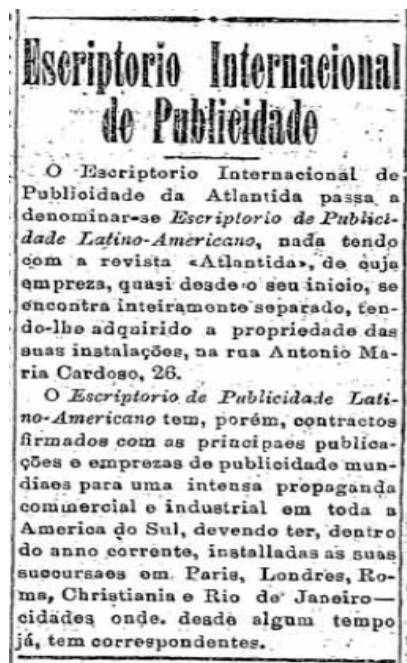 Escriptorio Internacional
de Publicidade
O Escriptorio Internacional de
Publicidade da Atlantida passa a
denominar-se Escriptorio de Publici-
dade Latino-Americano, nada tendo
com a revista «Atlantida», de cuja
empreza, quasi desde o seu inicio, se
encontra inteiramente separado, ten-
do-lhe adquirido a propriedade das
suas instalações, na rua Antonio Ma-
ria Cardoso, 26.
O Escriptorio de Publicidade Lati-
no-Americano tem, porém, contractos
firmados com as principaes publica-
ções e emprezas de publicidade mun-
diaes para uma intensa propaganda
commercial e industrial em toda a
America do Sul, devendo ter, dentro
do anno corrente, installadas as suas
succursaes em Paris, Londres, Ro-
ma, Christiania e Rio de Janeiro—
cidades onde. desde algum tempo
já, tem correspondentes.